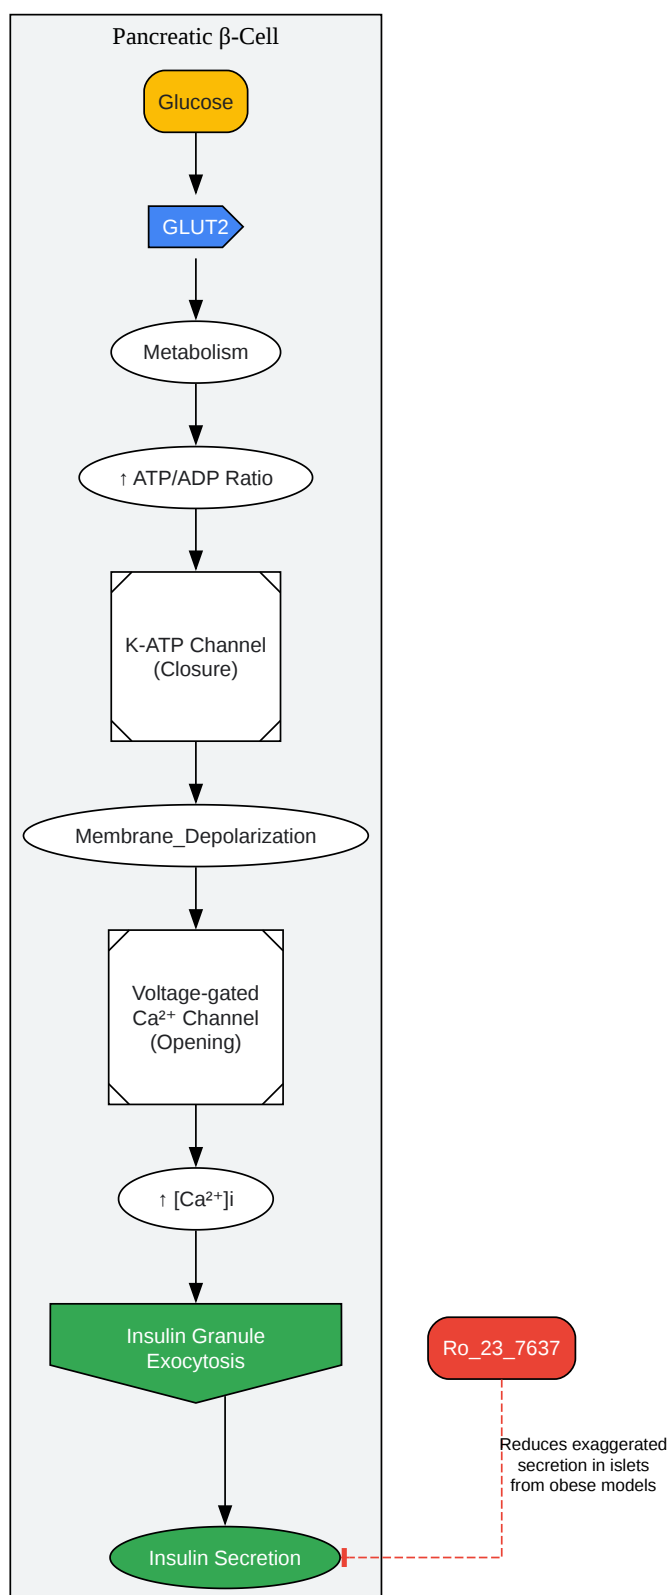 Pancreatic β-Cell
Glucose
GLUT2
Metabolism
↑ ATP/ADP Ratio
K-ATP Channel
(Closure)
Membrane_Depolarization
Voltage-gated
Ca²⁺ Channel
(Opening)
↑ [Ca²⁺]i
Insulin Granule
Exocytosis
Ro_23_7637
Reduces exaggerated
secretion in islets
from obese models
Insulin Secretion